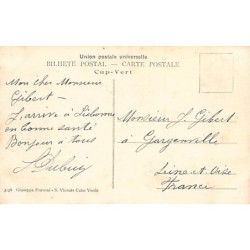 Union postale universelle
BILHETE POSTAL — CARTE POSTALE
Cap-Vert
Mon cher Monsieur
Gibert —
J'arrive à Lisbonne
en bonne santé
Bonjour à tous
Monsieur J. Gibert
à Gargenville
Seine et Oise
France
Giuseppe Frusoni - S. Vicente Cabo Verde